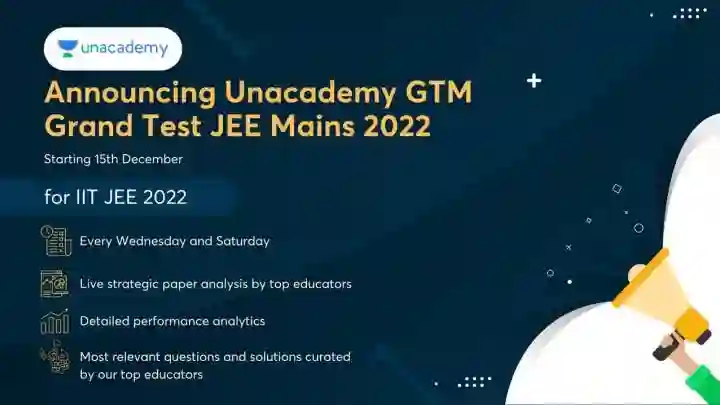 unacademy
Announcing Unacademy GTM
Grand Test JEE Mains 2022
Starting 15th December
for IIT JEE 2022
Every Wednesday and Saturday
Live strategic paper analysis by top educators
Detailed performance analytics
Most relevant questions and solutions curated
by our top educators